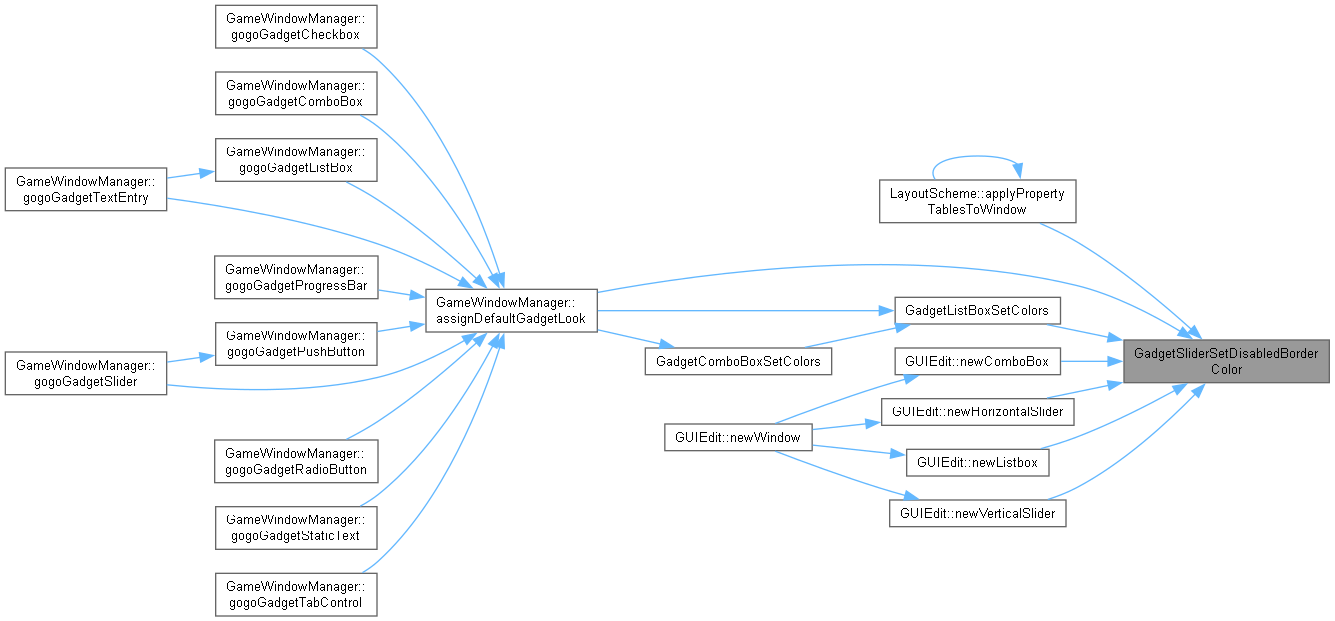 GameWindowManager::
gogoGadgetCheckbox
GameWindowManager::
gogoGadgetComboBox
GameWindowManager::
gogoGadgetListBox
GameWindowManager::
gogoGadgetTextEntry
GameWindowManager::
gogoGadgetProgressBar
GameWindowManager::
gogoGadgetPushButton
GameWindowManager::
gogoGadgetSlider
GameWindowManager::
gogoGadgetRadioButton
GameWindowManager::
gogoGadgetStaticText
GameWindowManager::
gogoGadgetTabControl
GameWindowManager::
assignDefaultGadgetLook
LayoutScheme::applyProperty
TablesToWindow
GadgetListBoxSetColors
GadgetComboBoxSetColors
GUIEdit::newComboBox
GUIEdit::newHorizontalSlider
GUIEdit::newWindow
GUIEdit::newListbox
GUIEdit::newVerticalSlider
GadgetSliderSetDisabledBorder
Color